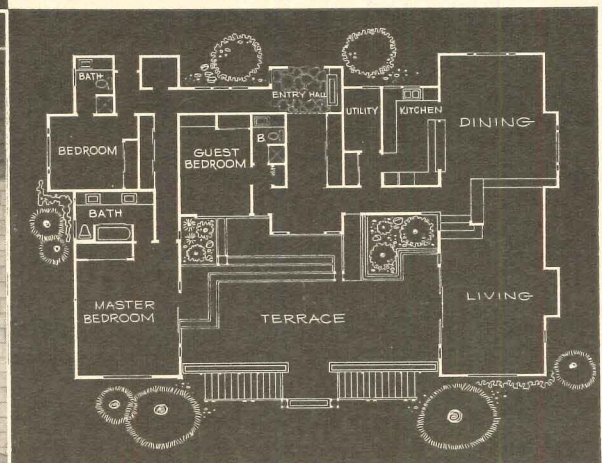 BATH
ENTRY HALL
UTILITY
KITCHEN
DINING
BEDROOM
GUEST
BEDROOM
B.
BATH
MASTER
BEDROOM
TERRACE
LIVING